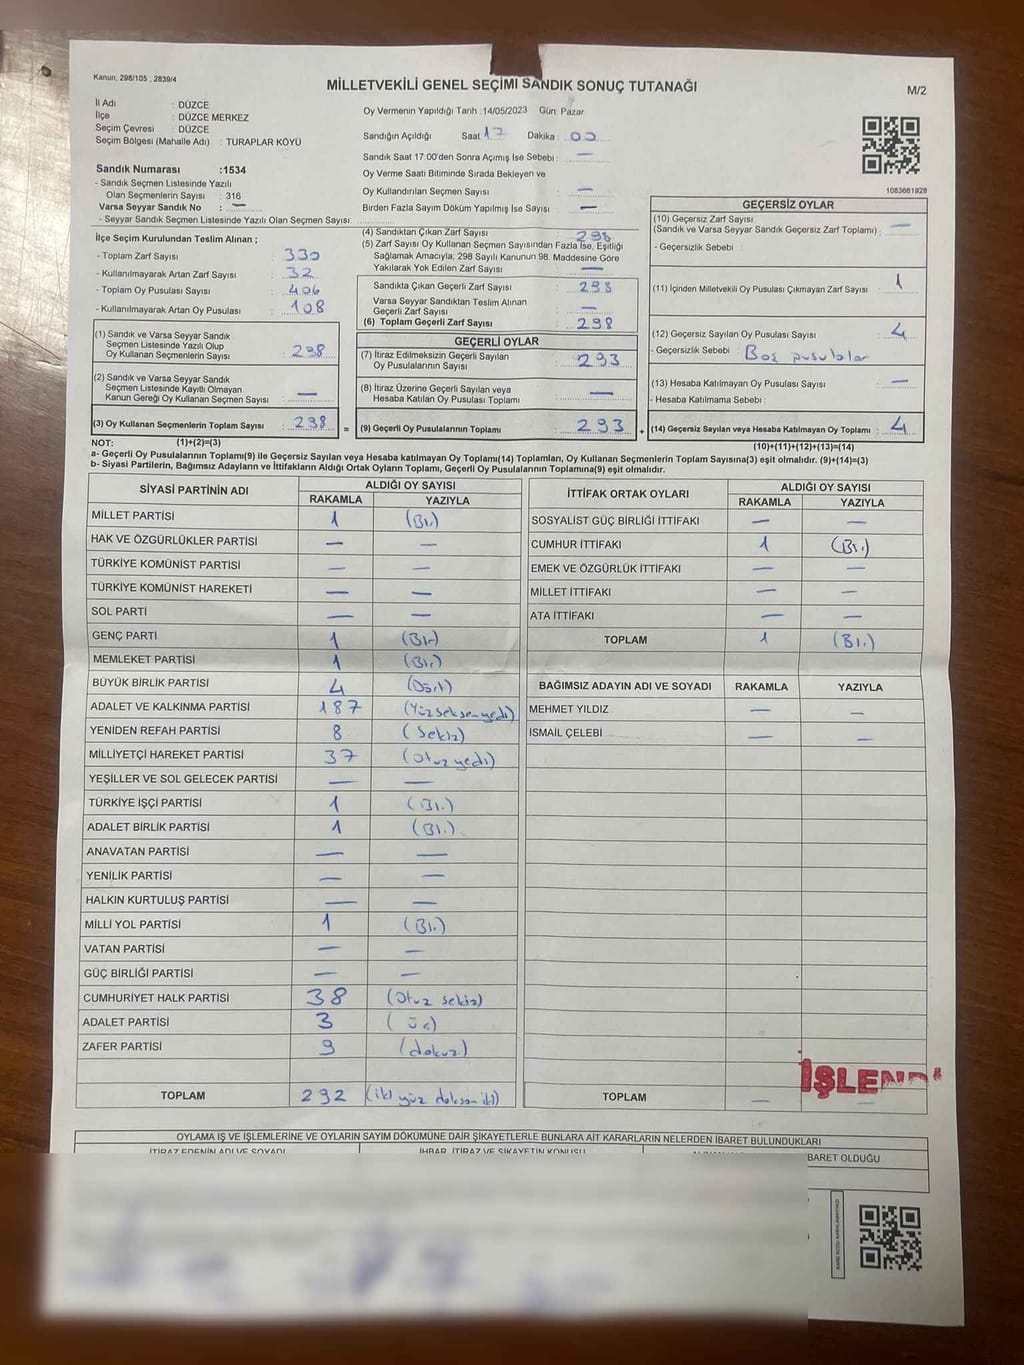 Kanun, 298/105 , 2839/4
MİLLETVEKİLİ GENEL SEÇİMİ SANDIK SONUÇ TUTANAĞI
M/2
İl Adı : DÜZCE
İlçe : DÜZCE MERKEZ
Seçim Çevresi : DÜZCE
Seçim Bölgesi (Mahalle Adı) : TURAPLAR KÖYÜ
Sandık Numarası :1534
- Sandık Seçmen Listesinde Yazılı
Olan Seçmenlerin Sayısı : 316
Varsa Seyyar Sandık No : —
- Seyyar Sandık Seçmen Listesinde Yazılı Olan Seçmen Sayısı:
Oy Vermenin Yapıldığı Tarih :14/05/2023 Gün: Pazar
Sandığın Açıldığı Saat 17 Dakika : 00
Sandık Saat 17:00'den Sonra Açımış İse Sebebi : —
Oy Verme Saati Bitiminde Sırada Bekleyen ve
Oy Kullandırılan Seçmen Sayısı : —
Birden Fazla Sayım Döküm Yapılmış İse Sayısı : —
1083661928
İlçe Seçim Kurulundan Teslim Alınan ;
- Toplam Zarf Sayısı : 330
- Kullanılmayarak Artan Zarf Sayısı : 32
- Toplam Oy Pusulası Sayısı : 406
- Kullanılmayarak Artan Oy Pusulası : 108
(1) Sandık ve Varsa Seyyar Sandık
Seçmen Listesinde Yazılı Olup
Oy Kullanan Seçmenlerin Sayısı : 298
(2) Sandık ve Varsa Seyyar Sandık
Seçmen Listesinde Kayıtlı Olmayan
Kanun Gereği Oy Kullanan Seçmen Sayısı : —
(3) Oy Kullanan Seçmenlerin Toplam Sayısı : 298 =
(4) Sandıktan Çıkan Zarf Sayısı : 298
(5) Zarf Sayısı Oy Kullanan Seçmen Sayısından Fazla İse, Eşitliği
Sağlamak Amacıyla, 298 Sayılı Kanunun 98. Maddesine Göre
Yakılarak Yok Edilen Zarf Sayısı : —
Sandıkta Çıkan Geçerli Zarf Sayısı : 298
Varsa Seyyar Sandıktan Teslim Alınan
Geçerli Zarf Sayısı : —
(6) Toplam Geçerli Zarf Sayısı : 298
GEÇERLİ OYLAR
(7) İtiraz Edilmeksizin Geçerli Sayılan
Oy Pusulalarının Sayısı : 293
(8) İtiraz Üzerine Geçerli Sayılan veya
Hesaba Katılan Oy Pusulası Toplamı : —
(9) Geçerli Oy Pusulalarının Toplamı : 293 +
GEÇERSİZ OYLAR
(10) Geçersiz Zarf Sayısı
(Sandık ve Varsa Seyyar Sandık Geçersiz Zarf Toplamı) : —
- Geçersizlik Sebebi :
(11) İçinden Milletvekili Oy Pusulası Çıkmayan Zarf Sayısı : 1
(12) Geçersiz Sayılan Oy Pusulası Sayısı : 4
- Geçersizlik Sebebi : Boş pusulalar
(13) Hesaba Katılmayan Oy Pusulası Sayısı : —
- Hesaba Katılmama Sebebi :
(14) Geçersiz Sayılan veya Hesaba Katılmayan Oy Toplamı : 4
NOT: (1)+(2)=(3)
(10)+(11)+(12)+(13)=(14)
a- Geçerli Oy Pusulalarının Toplamı(9) ile Geçersiz Sayılan veya Hesaba katılmayan Oy Toplamı(14) Toplamları, Oy Kullanan Seçmenlerin Toplam Sayısına(3) eşit olmalıdır. (9)+(14)=(3)
b- Siyasi Partilerin, Bağımsız Adayların ve İttifakların Aldığı Ortak Oyların Toplamı, Geçerli Oy Pusulalarının Toplamına(9) eşit olmalıdır.
SİYASİ PARTİNİN ADI ALDIĞI OY SAYISI
RAKAMLA YAZIYLA
MİLLET PARTİSİ 1 (Bir)
HAK VE ÖZGÜRLÜKLER PARTİSİ — —
TÜRKİYE KOMÜNİST PARTİSİ — —
TÜRKİYE KOMÜNİST HAREKETİ — —
SOL PARTİ — —
GENÇ PARTİ 1 (Bir)
MEMLEKET PARTİSİ 1 (Bir)
BÜYÜK BİRLİK PARTİSİ 4 (Dört)
ADALET VE KALKINMA PARTİSİ 187 (Yüzseksenyedi)
YENİDEN REFAH PARTİSİ 8 (Sekiz)
MİLLİYETÇİ HAREKET PARTİSİ 37 (Otuz yedi)
YEŞİLLER VE SOL GELECEK PARTİSİ — —
TÜRKİYE İŞÇİ PARTİSİ 1 (Bir)
ADALET BİRLİK PARTİSİ 1 (Bir)
ANAVATAN PARTİSİ — —
YENİLİK PARTİSİ — —
HALKIN KURTULUŞ PARTİSİ — —
MİLLİ YOL PARTİSİ 1 (Bir)
VATAN PARTİSİ — —
GÜÇ BİRLİĞİ PARTİSİ — —
CUMHURİYET HALK PARTİSİ 38 (Otuz sekiz)
ADALET PARTİSİ 3 (üç)
ZAFER PARTİSİ 9 (dokuz)
TOPLAM 292 (iki yüz doksan iki)
İTTİFAK ORTAK OYLARI ALDIĞI OY SAYISI
RAKAMLA YAZIYLA
SOSYALİST GÜÇ BİRLİĞİ İTTİFAKI — —
CUMHUR İTTİFAKI 1 (Bir)
EMEK VE ÖZGÜRLÜK İTTİFAKI — —
MİLLET İTTİFAKI — —
ATA İTTİFAKI — —
TOPLAM 1 (Bir)
BAĞIMSIZ ADAYIN ADI VE SOYADI RAKAMLA YAZIYLA
MEHMET YILDIZ — —
İSMAİL ÇELEBİ — —
İŞLENDİ
TOPLAM — —
OYLAMA İŞ VE İŞLEMLERİNE VE OYLARIN SAYIM DÖKÜMÜNE DAİR ŞİKAYETLERLE BUNLARA AİT KARARLARIN NELERDEN İBARET BULUNDUKLARI
İTİRAZ EDENİN ADI VE SOYADI İHBAR, İTİRAZ VE ŞİKAYETİN KONUSU BARET OLDUĞU